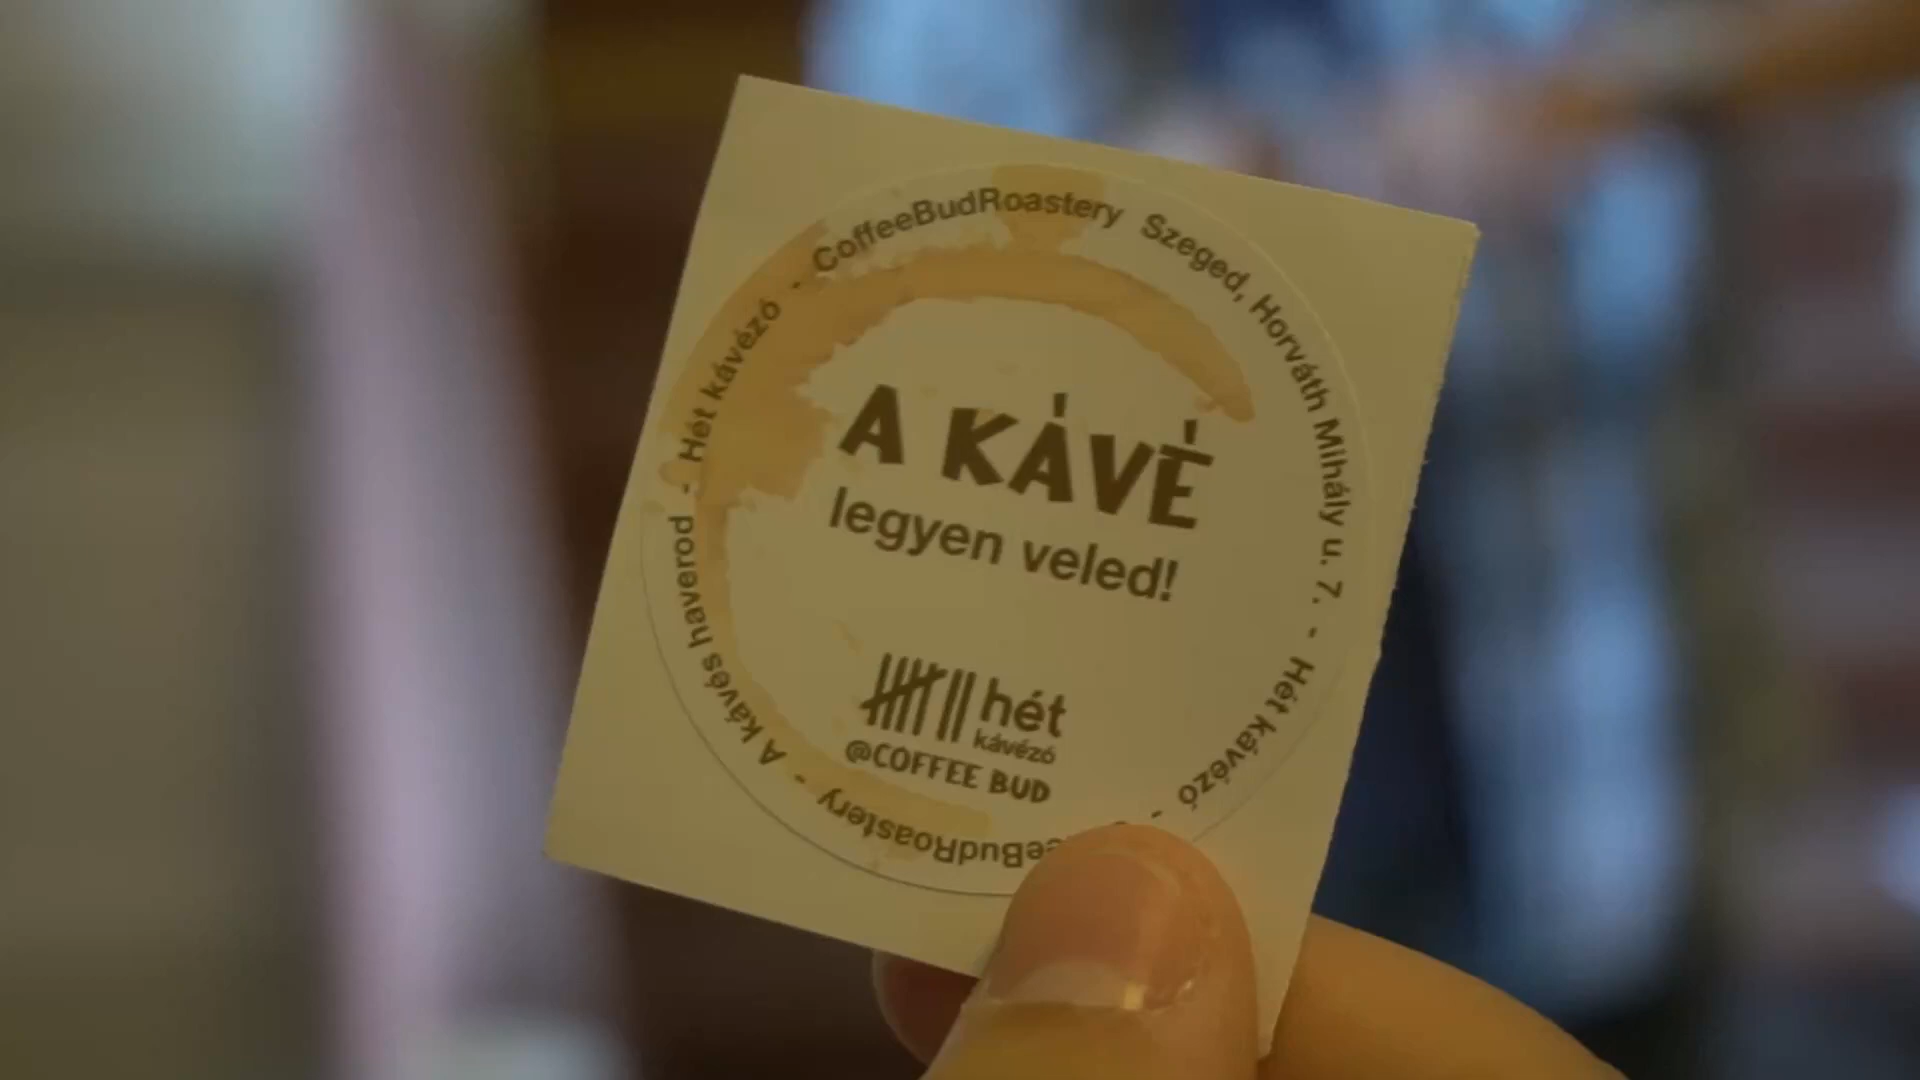 CoffeeBudRoastery Szeged, Horváth Mihály u. 7. - Hét kávézó -
eBudRoastery - A kávés haverod - Hét kávézó -
A KÁVÉ
legyen veled!
hét
kávézó
@COFFEE BUD